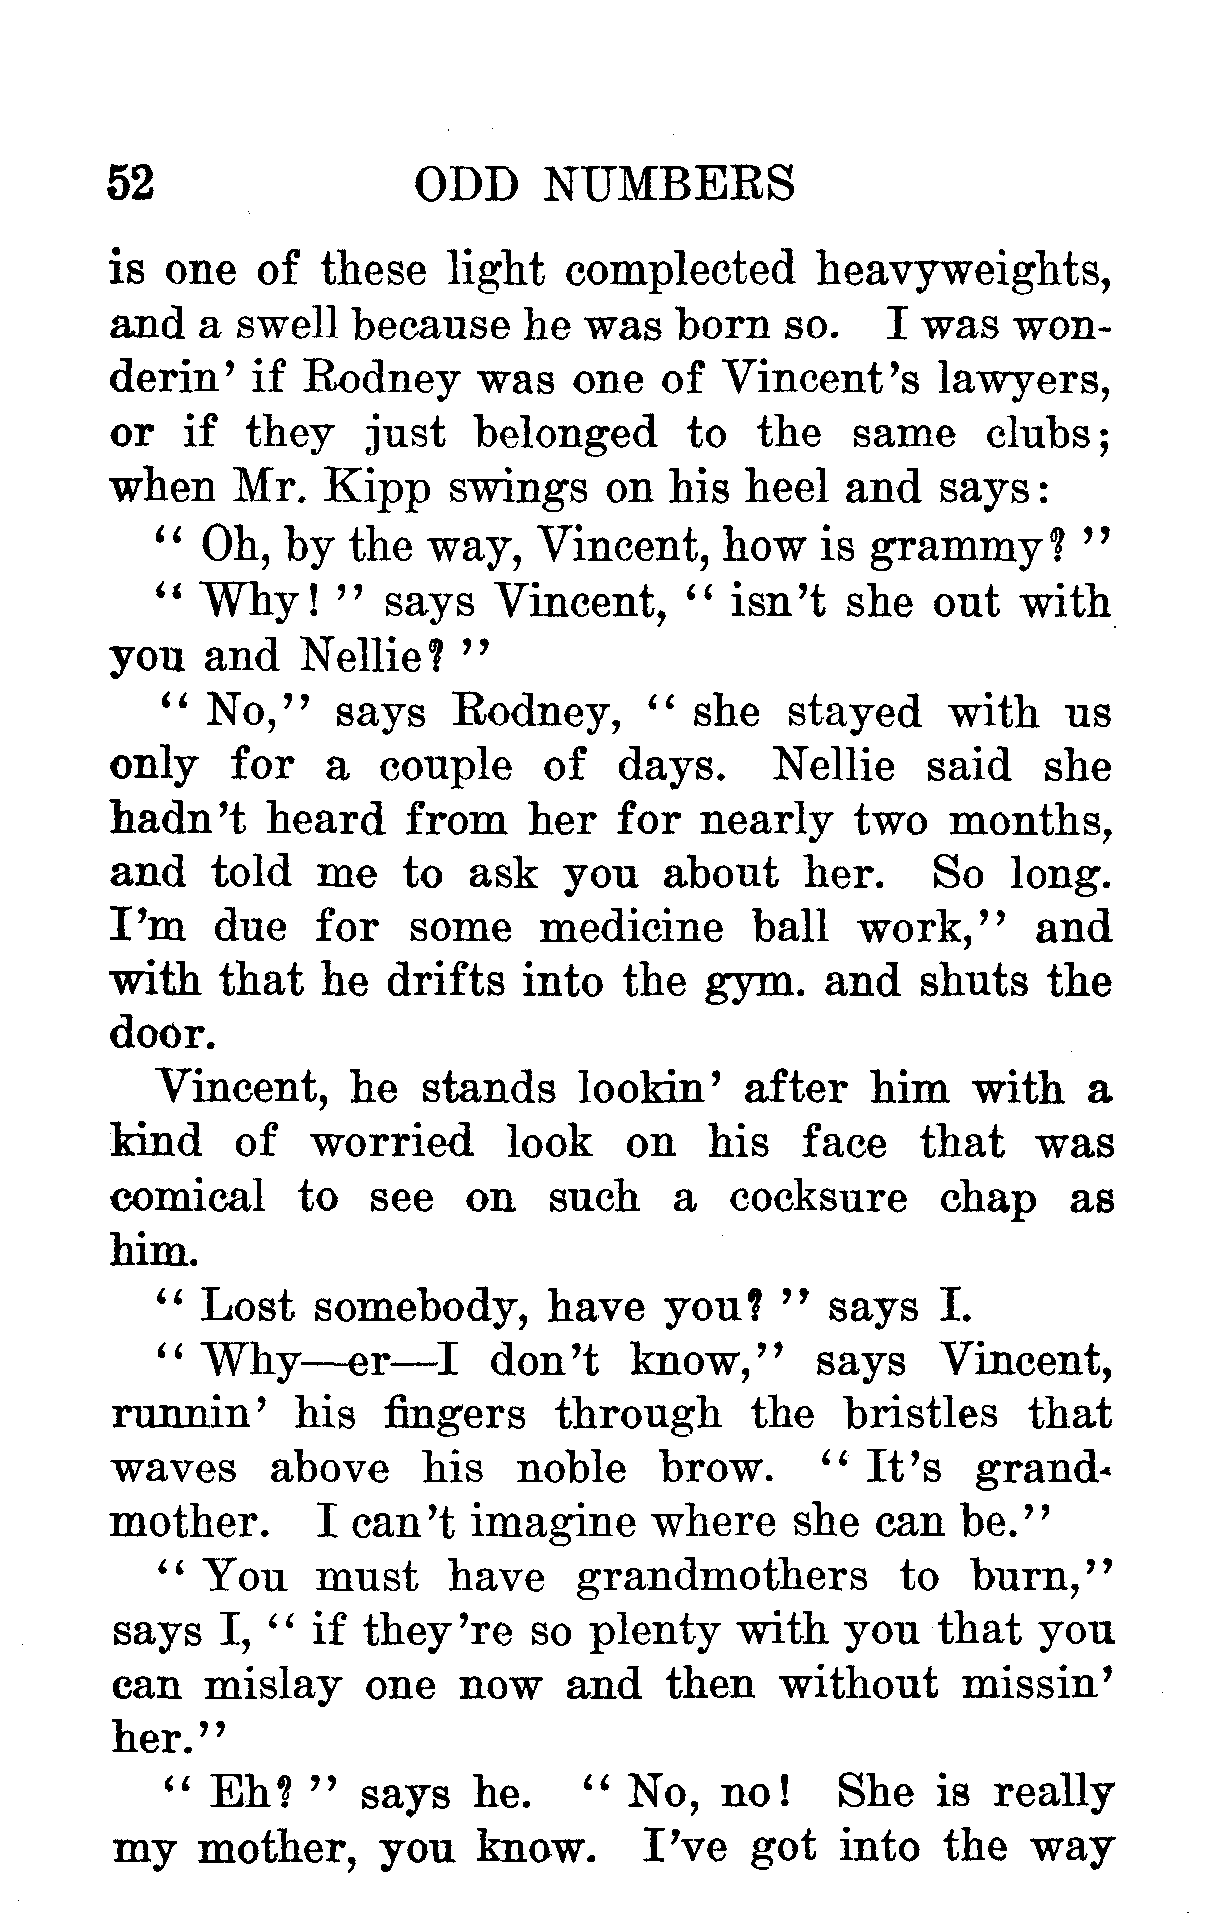 52 ODD NUMBERS
is one of these light complected heavyweights,
and a swell because he was born so. I was won-
derin' if Rodney was one of Vincent's lawyers,
or if they just belonged to the same clubs;
when Mr. Kipp swings on his heel and says:
"Oh, by the way, Vincent, how is grammy?"
"Why!" says Vincent, "isn't she out with
you and Nellie?"
"No," says Rodney, "she stayed with us
only for a couple of days. Nellie said she
hadn't heard from her for nearly two months,
and told me to ask you about her. So long.
I'm due for some medicine ball work," and
with that he drifts into the gym. and shuts the
door.
Vincent, he stands lookin' after him with a
kind of worried look on his face that was
comical to see on such a cocksure chap as
him.
"Lost somebody, have you?" says I.
"Why—er—I don't know," says Vincent,
runnin' his fingers through the bristles that
waves above his noble brow. "It's grand-
mother. I can't imagine where she can be."
"You must have grandmothers to burn,"
says I, "if they're so plenty with you that you
can mislay one now and then without missin'
her."
"Eh?" says he. "No, no! She is really
my mother, you know. I've got into the way